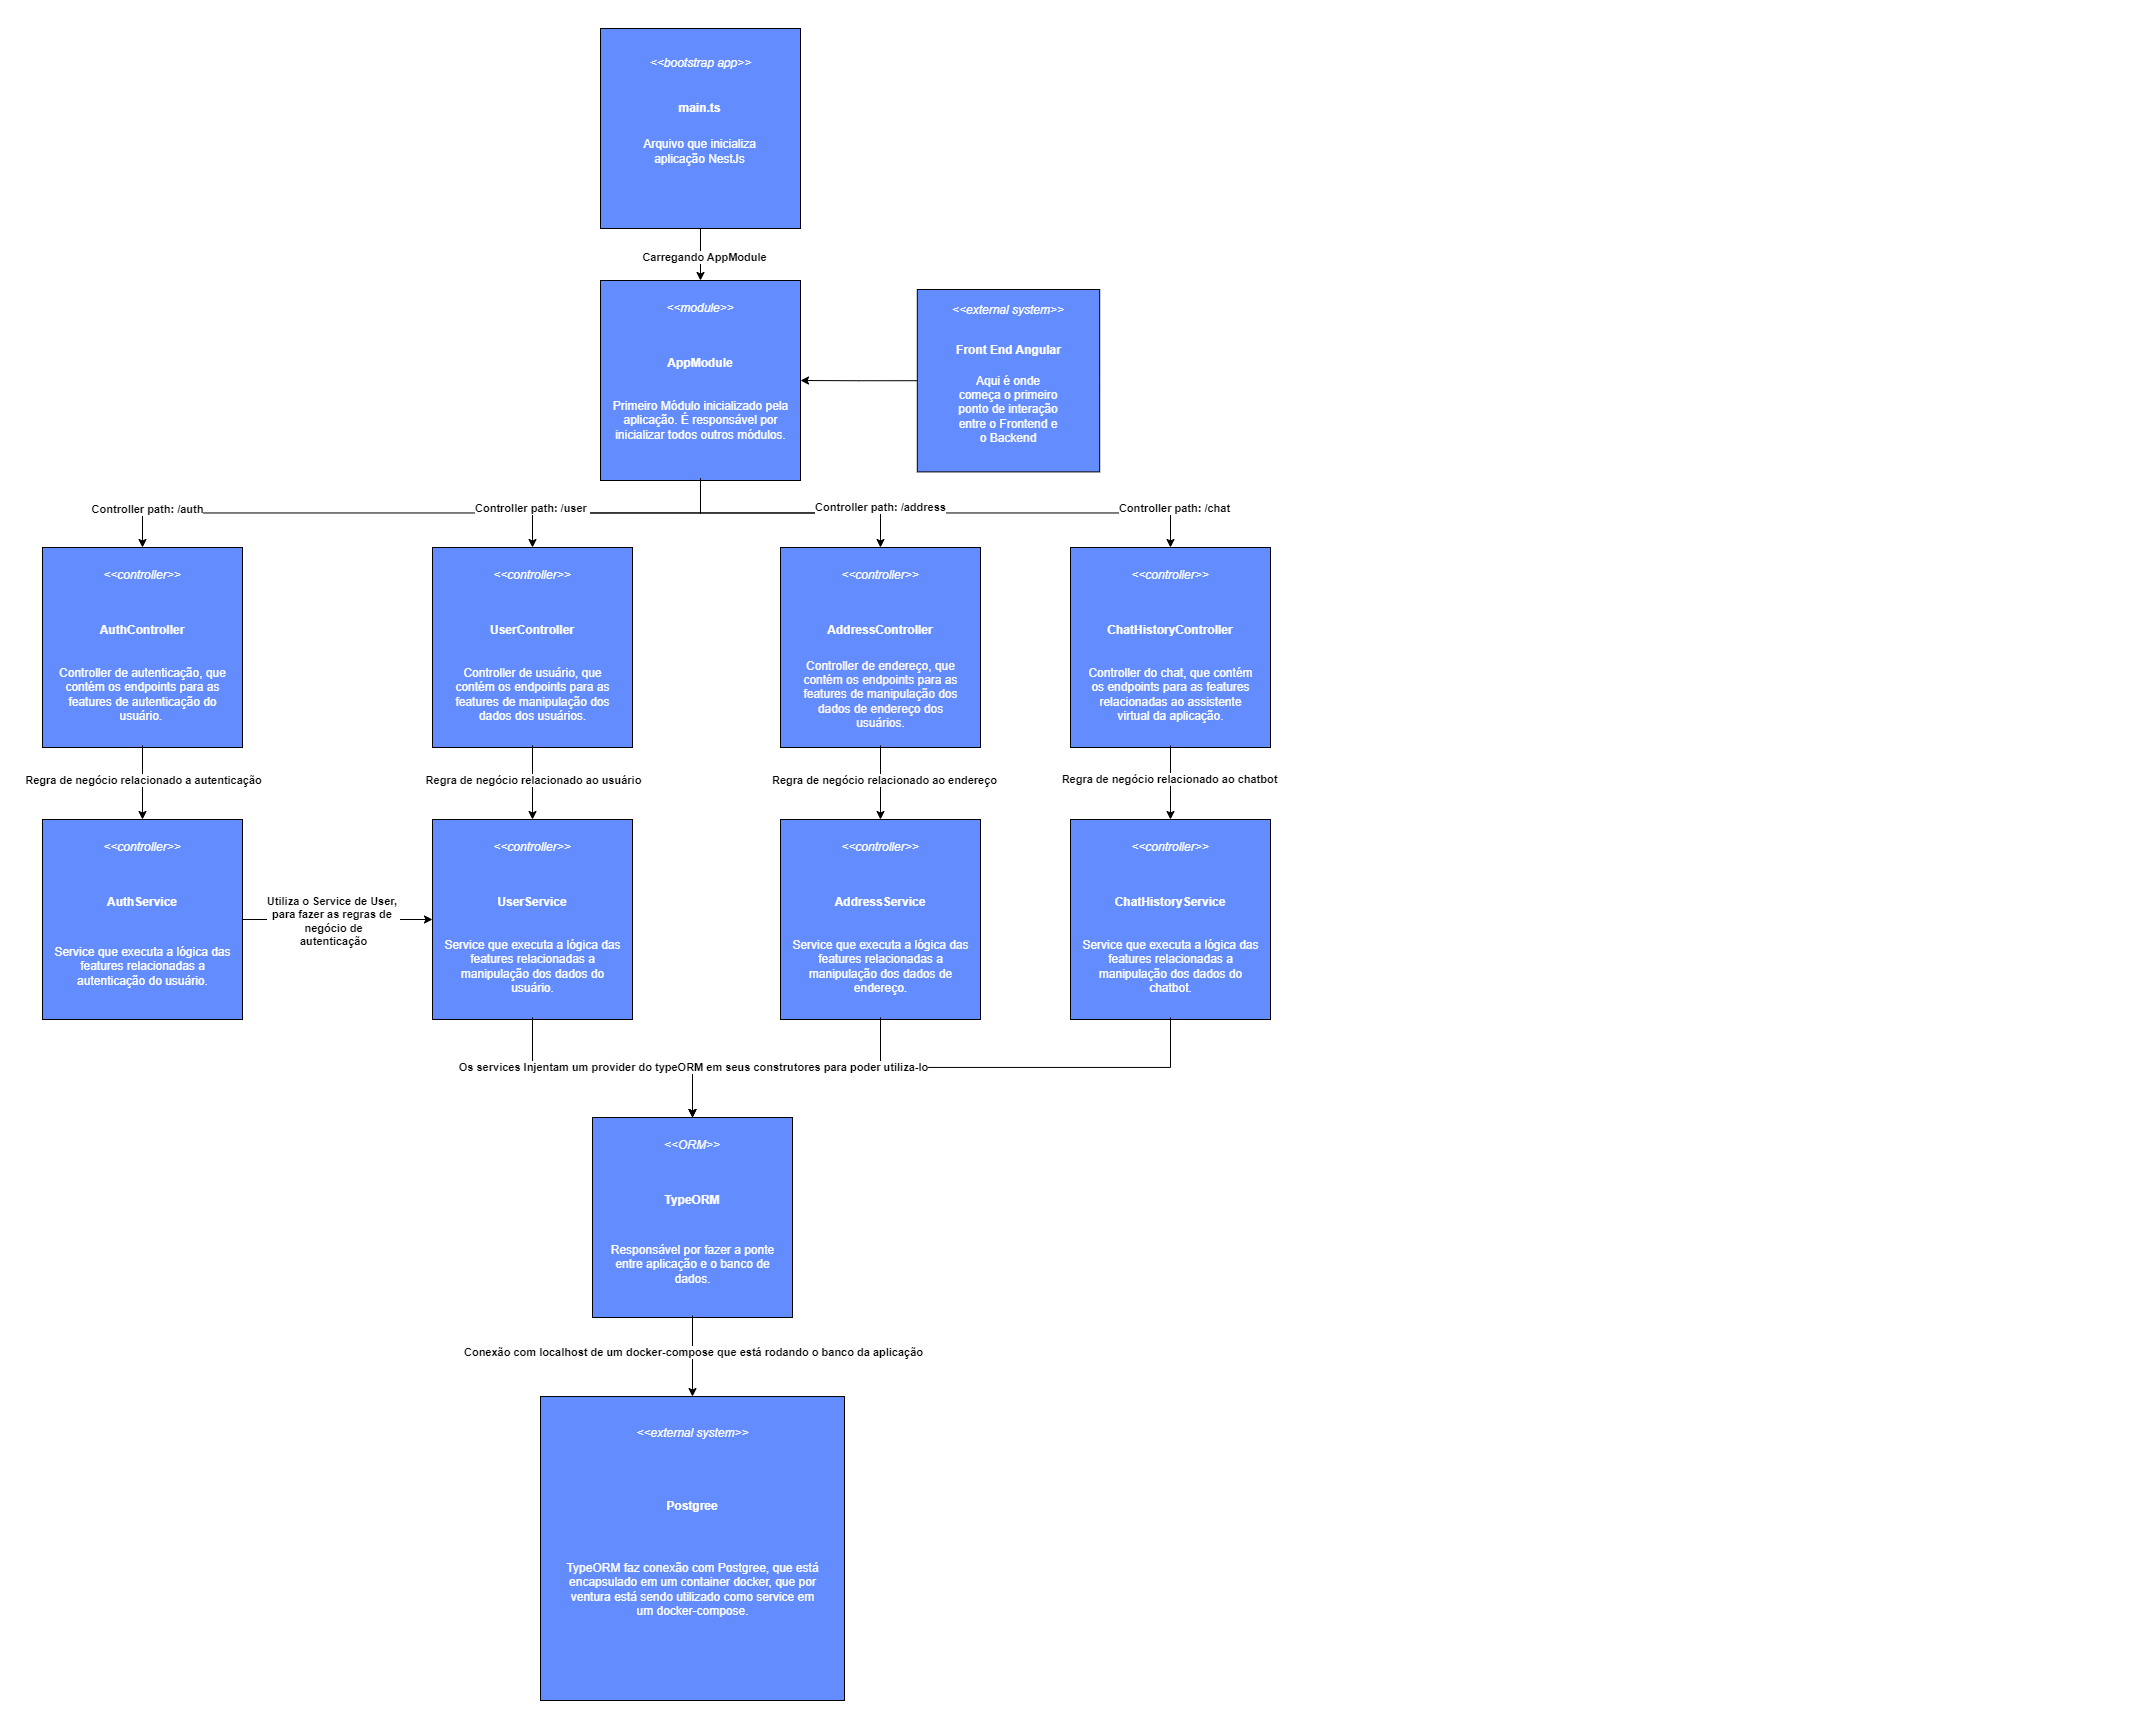 <<bootstrap app>>
main.ts
Arquivo que inicializa
aplicação NestJs
Carregando AppModule
<<module>>
AppModule
Primeiro Módulo inicializado pela
aplicação. É responsável por
inicializar todos outros módulos.
<<external system>>
Front End Angular
Aqui é onde
começa o primeiro
ponto de interação
entre o Frontend e
o Backend
Controller path: /auth
Controller path: /user
Controller path: /address
Controller path: /chat
<<controller>>
AuthController
Controller de autenticação, que
contém os endpoints para as
features de autenticação do
usuário.
<<controller>>
UserController
Controller de usuário, que
contém os endpoints para as
features de manipulação dos
dados dos usuários.
<<controller>>
AddressController
Controller de endereço, que
contém os endpoints para as
features de manipulação dos
dados de endereço dos
usuários.
<<controller>>
ChatHistoryController
Controller do chat, que contém
os endpoints para as features
relacionadas ao assistente
virtual da aplicação.
Regra de negócio relacionado a autenticação
Regra de negócio relacionado ao usuário
Regra de negócio relacionado ao endereço
Regra de negócio relacionado ao chatbot
<<controller>>
AuthService
Service que executa a lógica das
features relacionadas a
autenticação do usuário.
Utiliza o Service de User,
para fazer as regras de
negócio de
autenticação
<<controller>>
UserService
Service que executa a lógica das
features relacionadas a
manipulação dos dados do
usuário.
<<controller>>
AddressService
Service que executa a lógica das
features relacionadas a
manipulação dos dados de
endereço.
<<controller>>
ChatHistoryService
Service que executa a lógica das
features relacionadas a
manipulação dos dados do
chatbot.
Os services Injentam um provider do typeORM em seus construtores para poder utiliza-lo
<<ORM>>
TypeORM
Responsável por fazer a ponte
entre aplicação e o banco de
dados.
Conexão com localhost de um docker-compose que está rodando o banco da aplicação
<<external system>>
Postgree
TypeORM faz conexão com Postgree, que está
encapsulado em um container docker, que por
ventura está sendo utilizado como service em
um docker-compose.